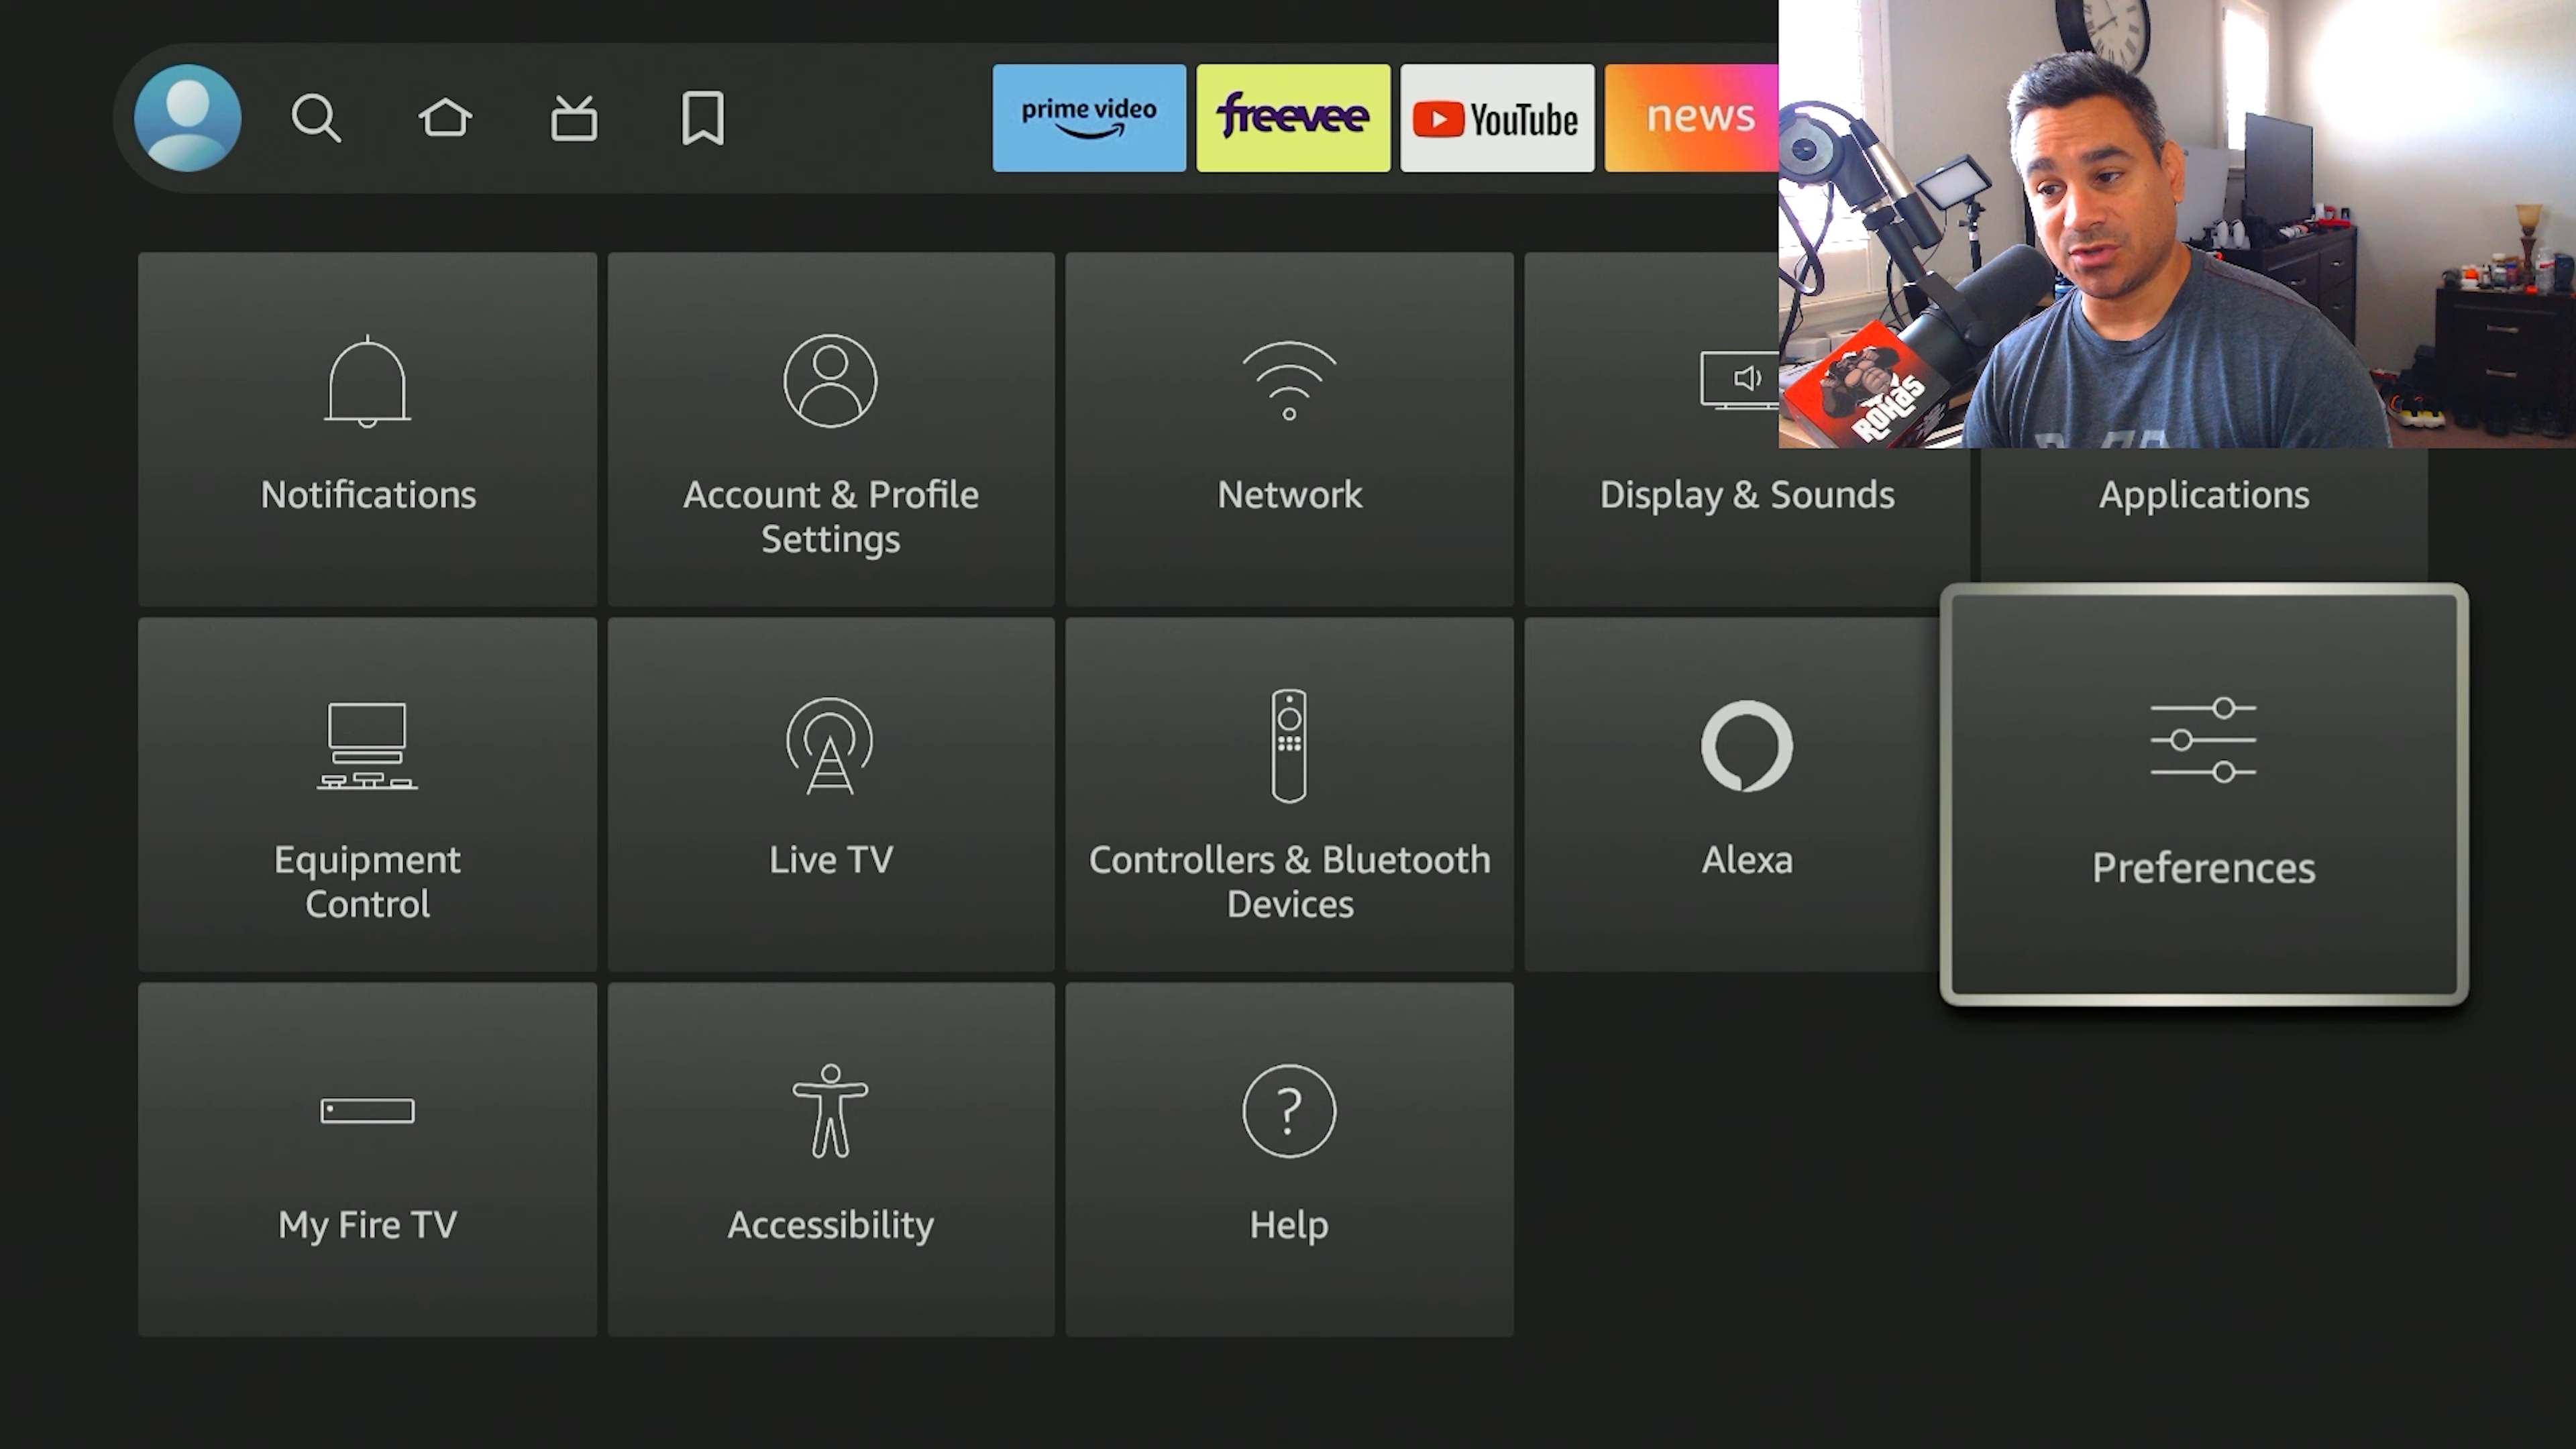 prime video
freevee
YouTube
news
ROKAS
Notifications
Account & Profile
Settings
Network
Display & Sounds
Applications
Equipment
Control
Live TV
Controllers & Bluetooth
Devices
Alexa
Preferences
My Fire TV
Accessibility
?
Help